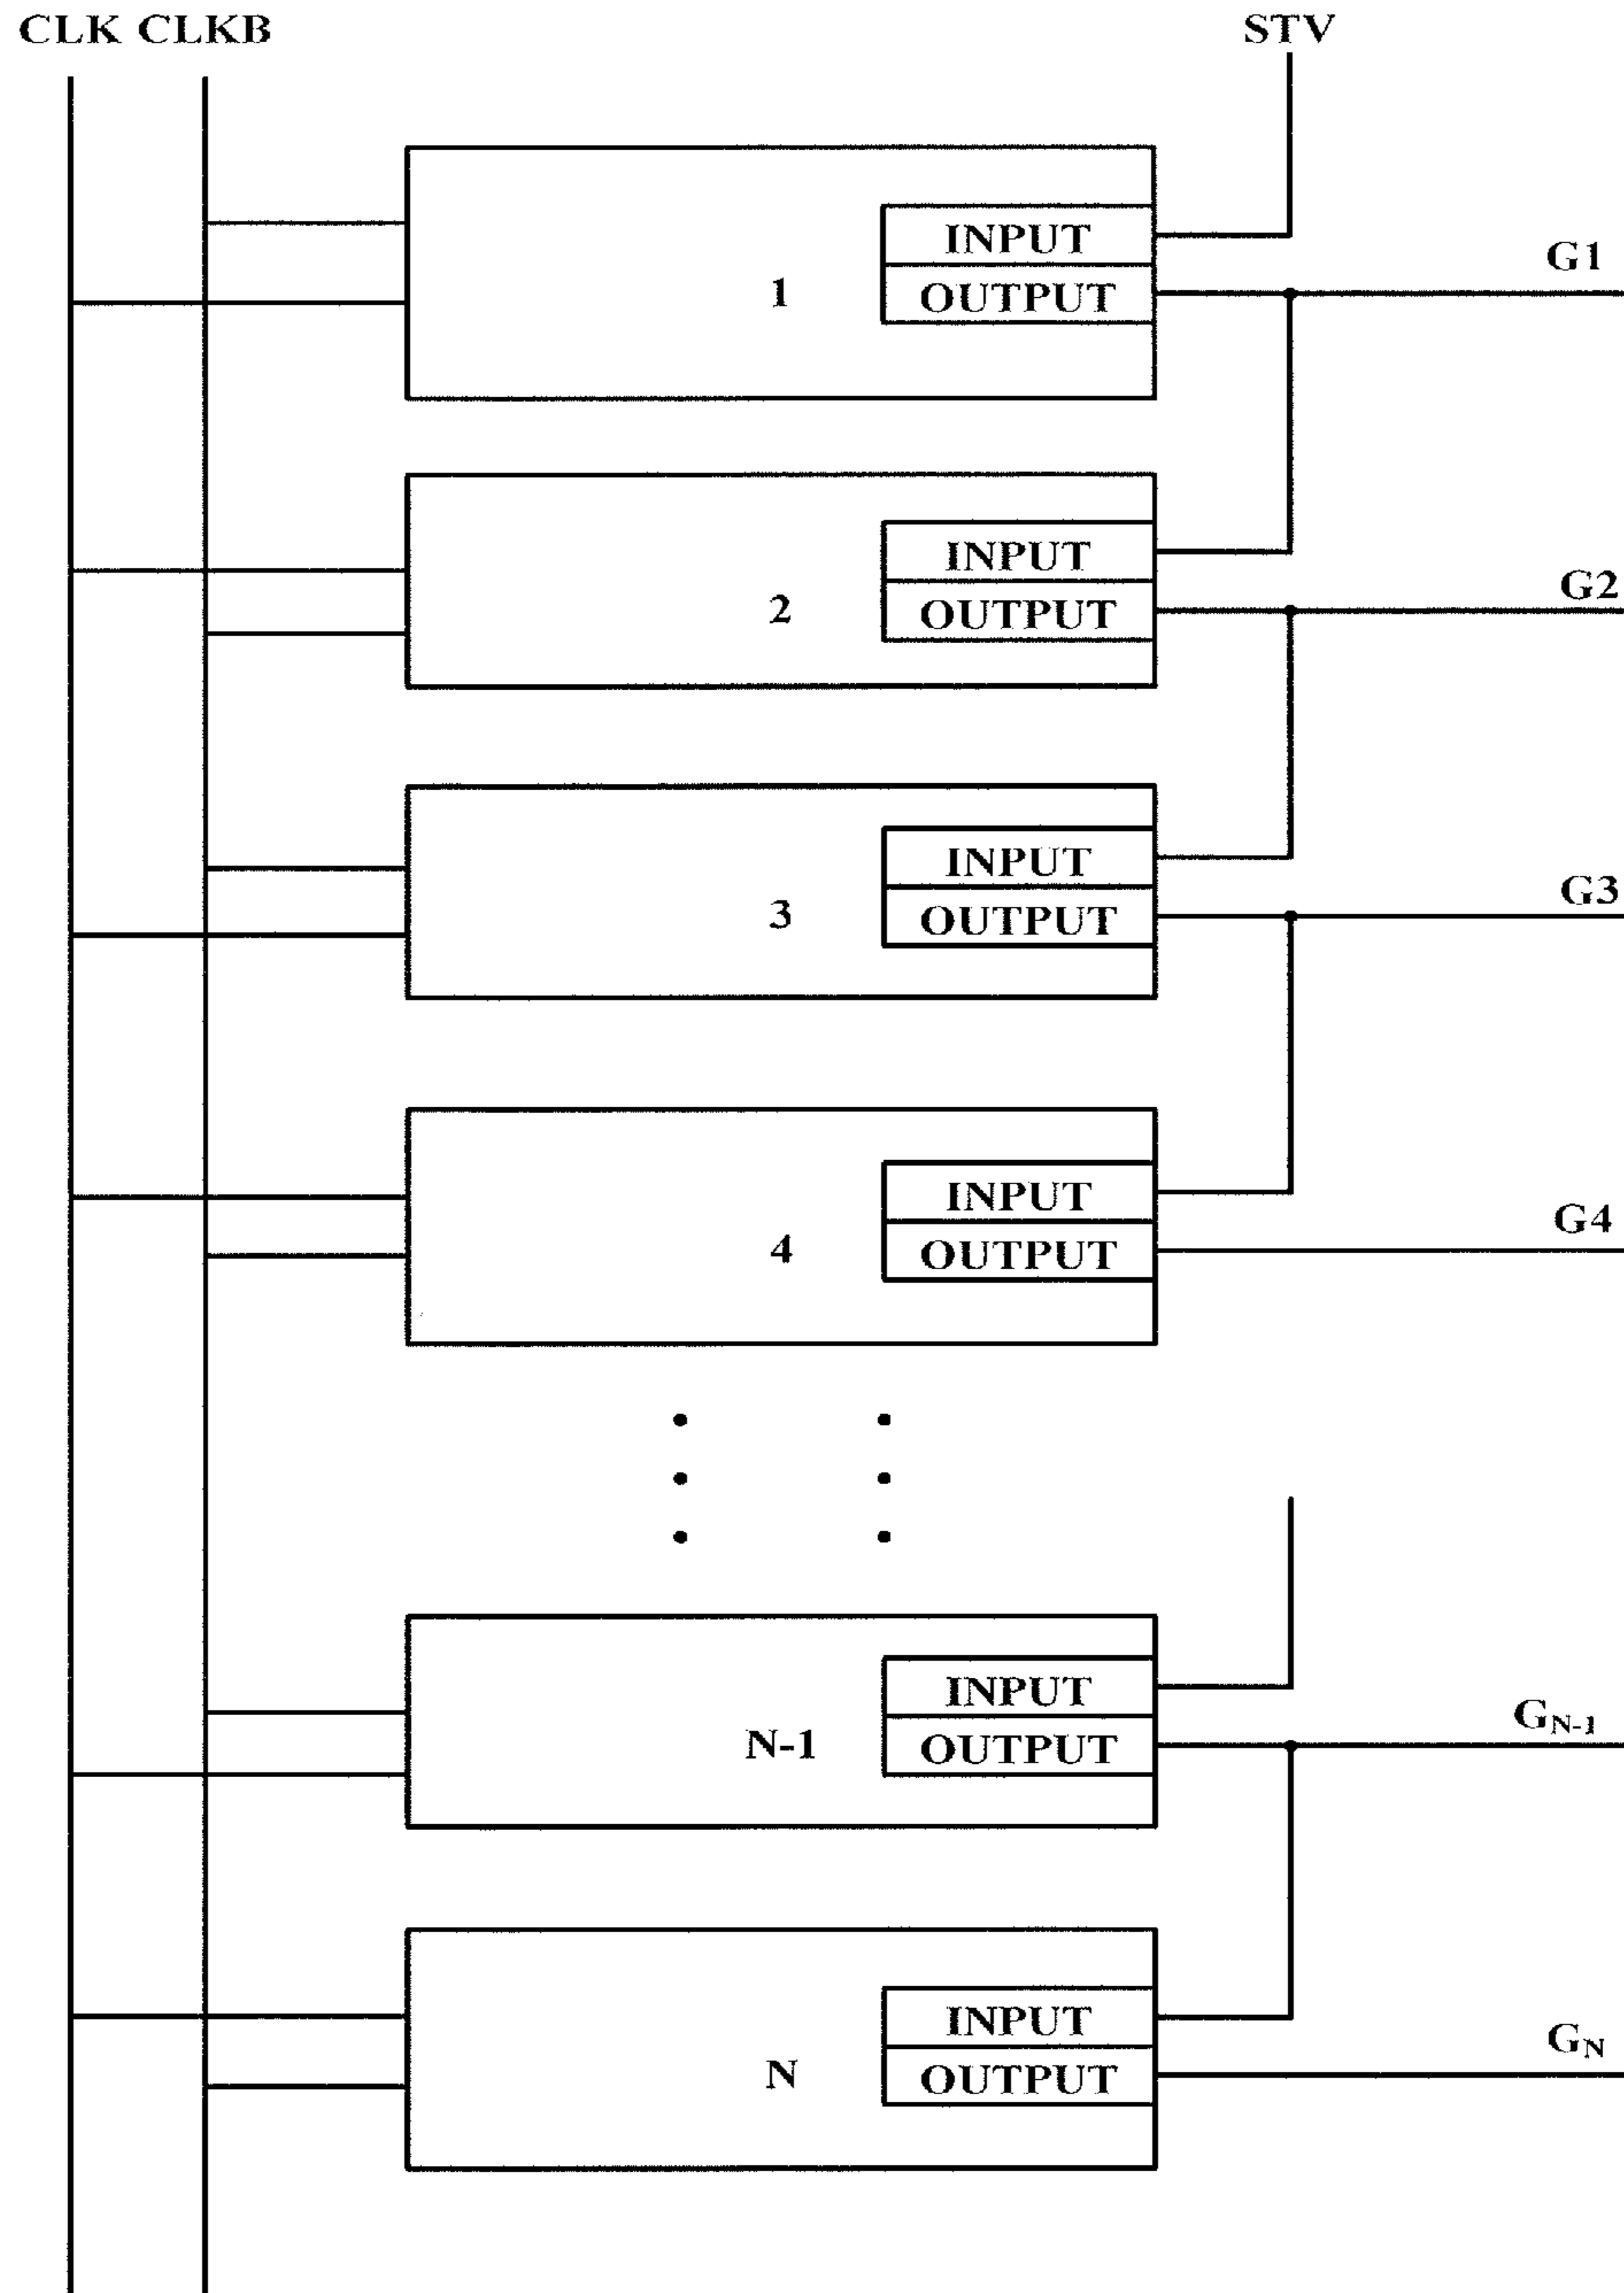 CLK CLKB STV
INPUT
G1
1
OUTPUT
INPUT
G2
2
OUTPUT
INPUT
G3
3
OUTPUT
INPUT
G4
4
OUTPUT
INPUT
GN-1
N-1
OUTPUT
INPUT
GN
N
OUTPUT